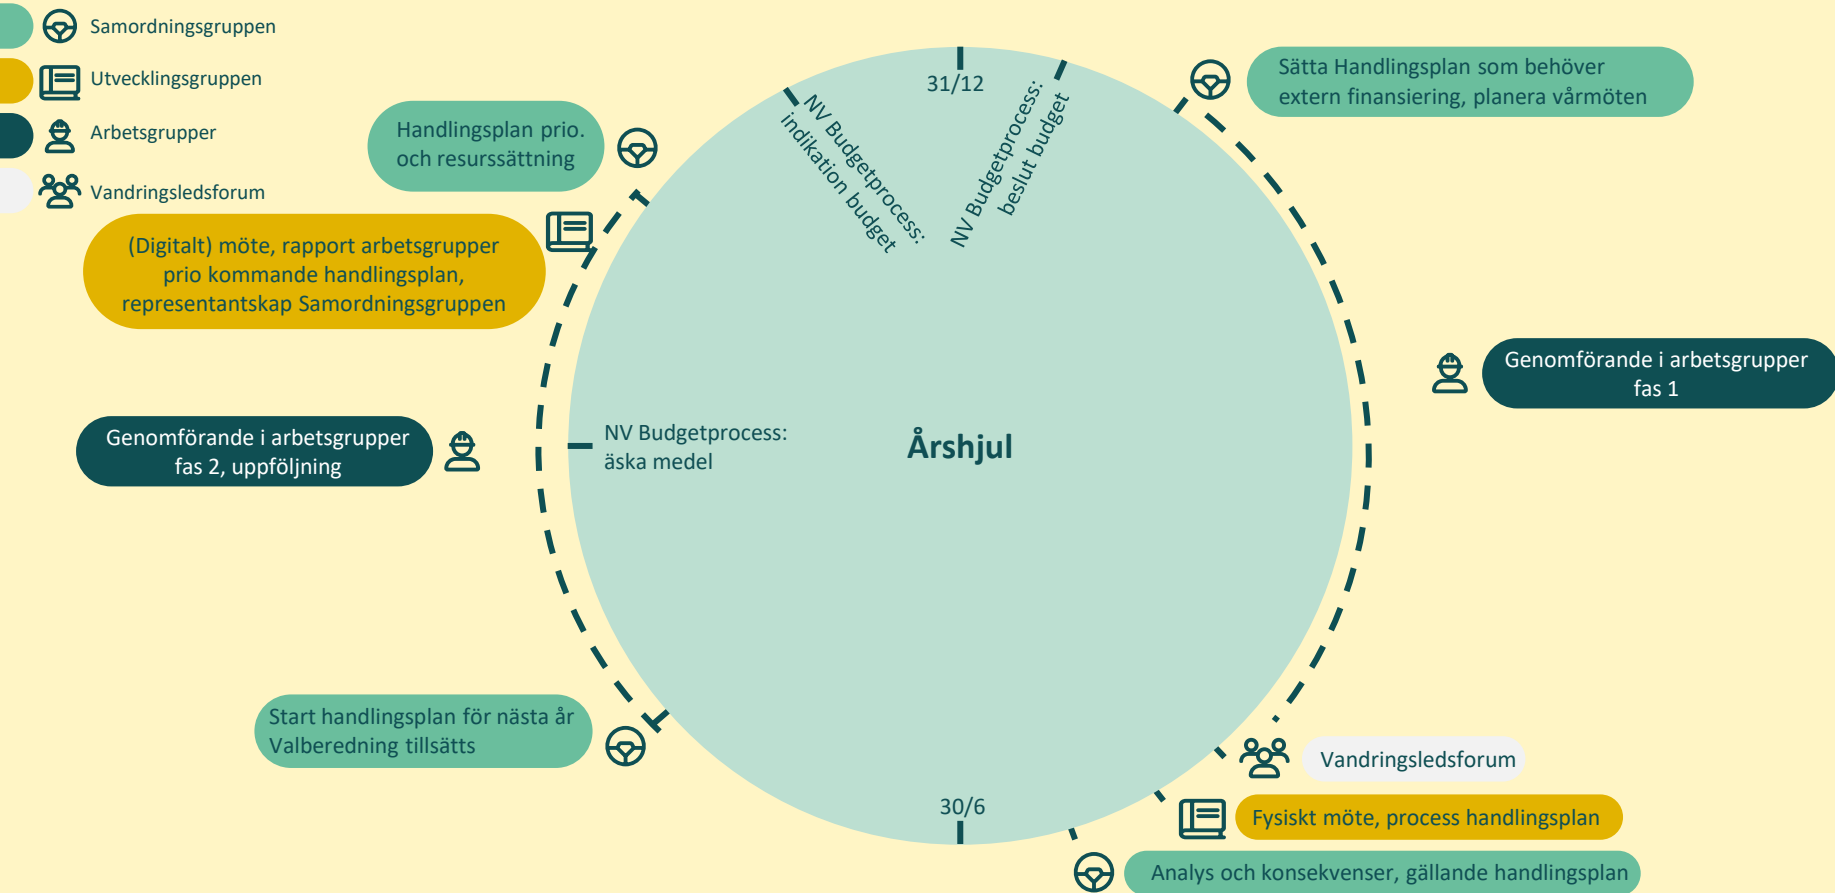 Samordningsgruppen
Utvecklingsgruppen
Arbetsgrupper
Vandringsledsforum
31/12
NV Budgetprocess:
beslut budget
Sätta Handlingsplan som behöver
extern finansiering, planera vårmöten
Genomförande i arbetsgrupper
fas 1
Vandringsledsforum
Fysiskt möte, process handlingsplan
Analys och konsekvenser, gällande handlingsplan
30/6
Start handlingsplan för nästa år
Valberedning tillsätts
Genomförande i arbetsgrupper
fas 2, uppföljning
NV Budgetprocess:
äska medel
(Digitalt) möte, rapport arbetsgrupper
prio kommande handlingsplan,
representantskap Samordningsgruppen
Handlingsplan prio.
och resurssättning
NV Budgetprocess:
indikation budget
Årshjul